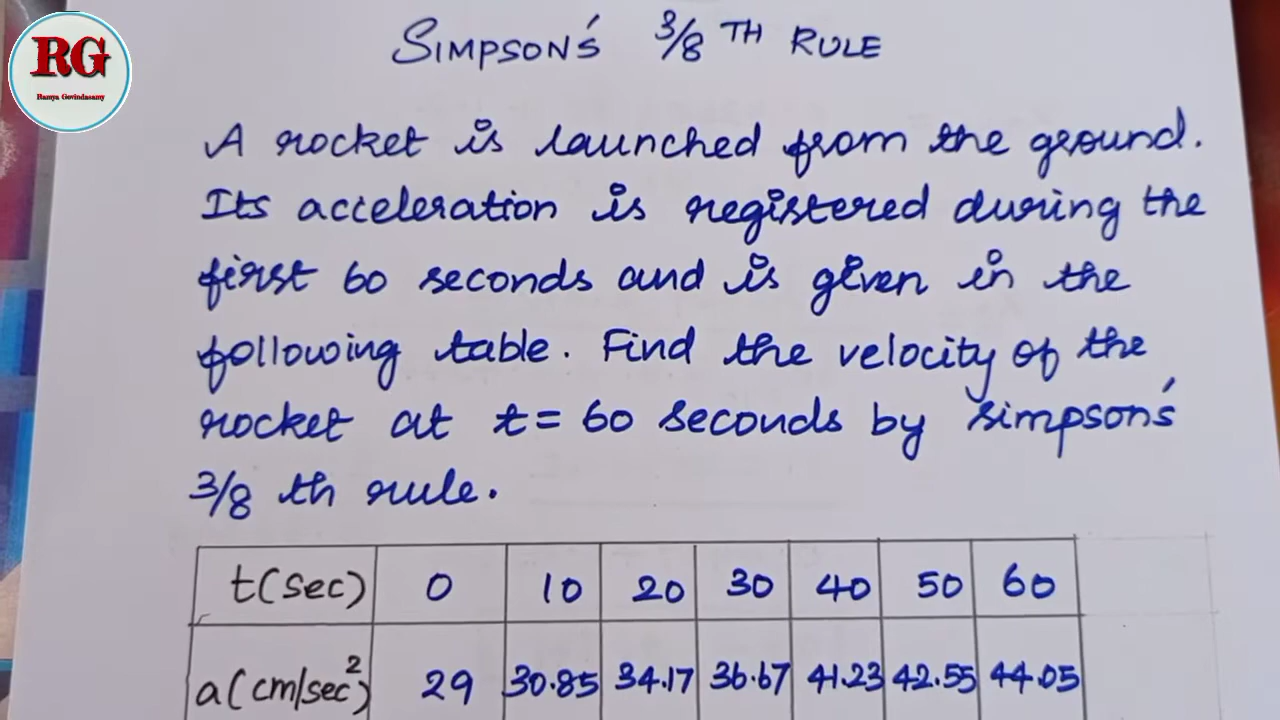 RG
Ramya Govindasamy
SIMPSON'S 3/8 TH RULE
A rocket is launched from the ground.
Its acceleration is registered during the
first 60 seconds and is given in the
following table. Find the velocity of the
rocket at t = 60 seconds by simpson's
3/8 th rule.
t(sec) 0 10 20 30 40 50 60
a(cm/sec²) 29 30.85 34.17 36.67 41.23 42.55 44.05